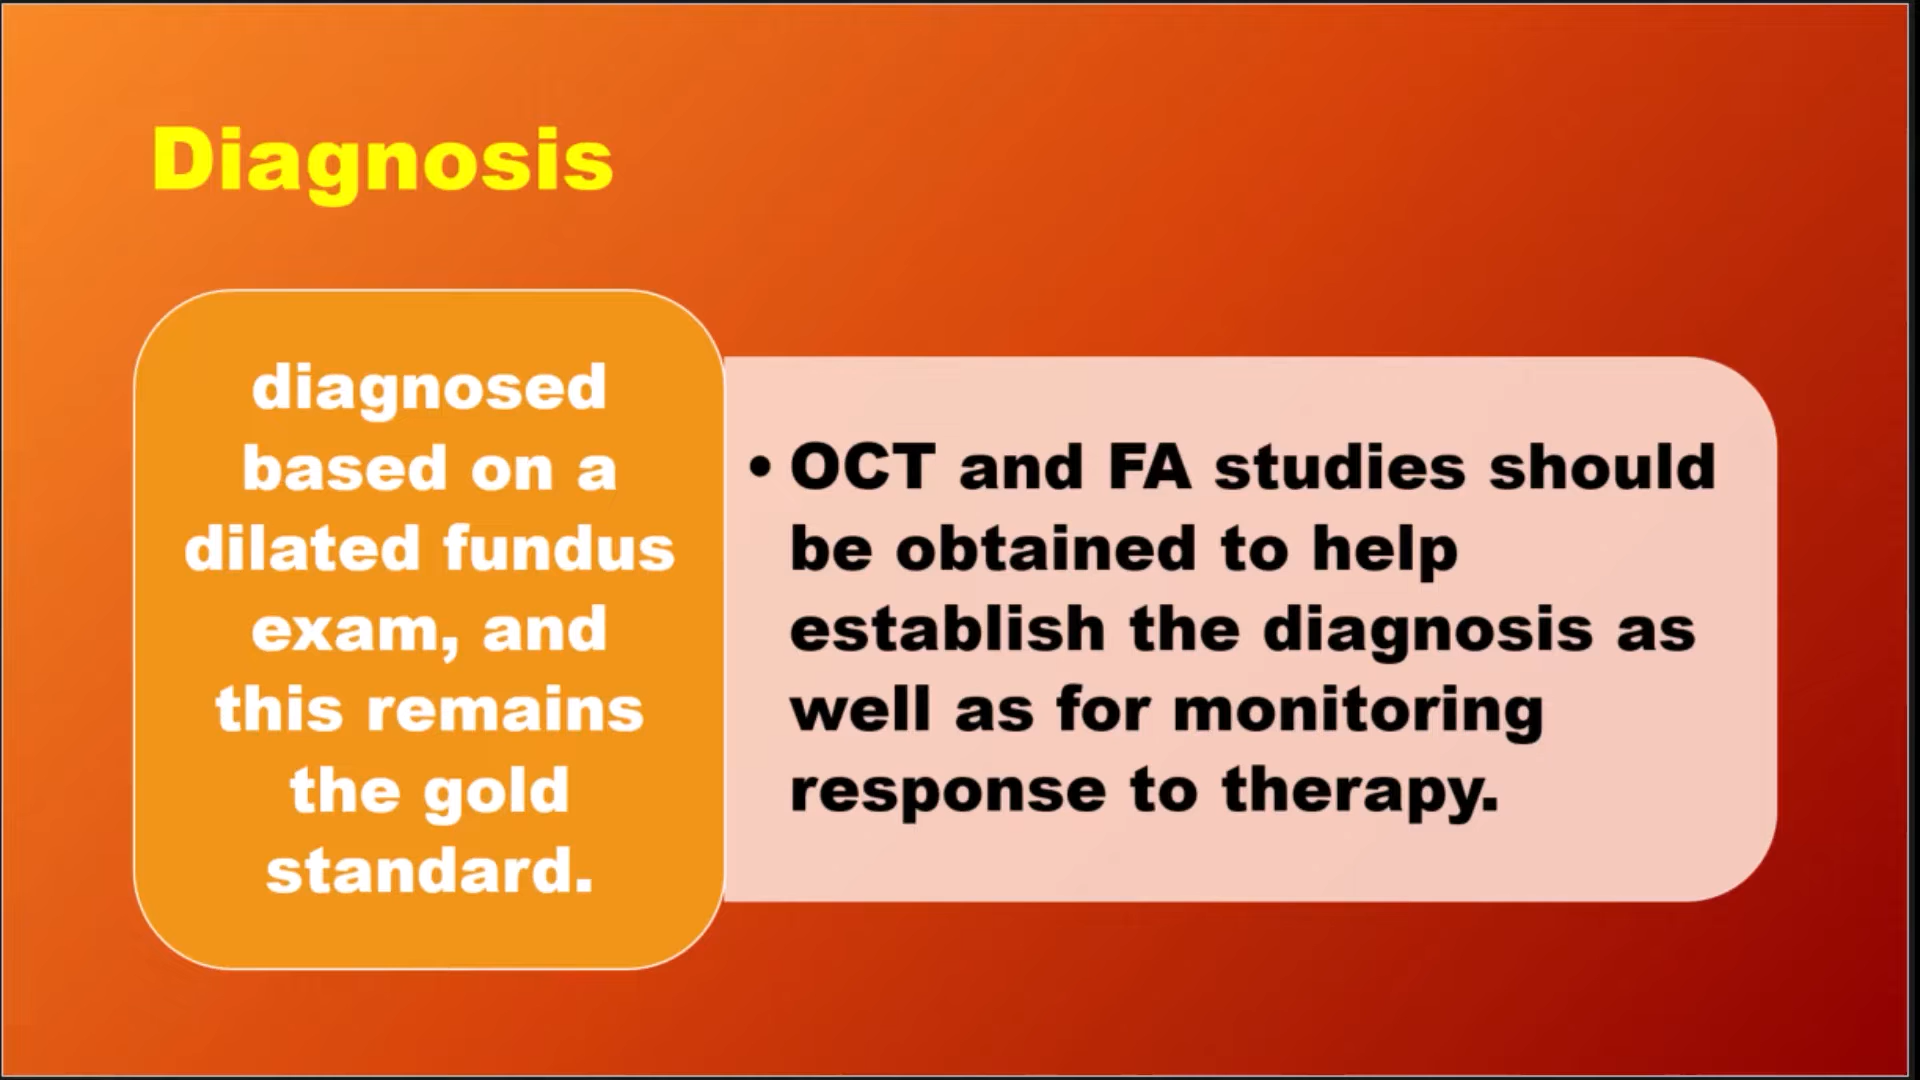 Diagnosis
diagnosed
based on a
dilated fundus
exam, and
this remains
the gold
standard.
• OCT and FA studies should
be obtained to help
establish the diagnosis as
well as for monitoring
response to therapy.